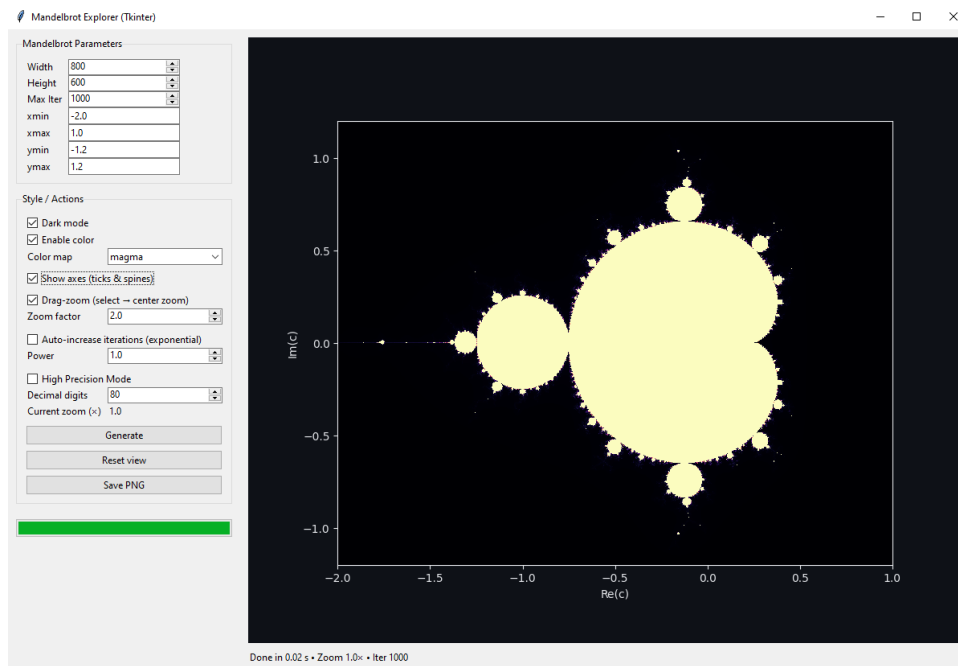 Mandelbrot Explorer (Tkinter)
Mandelbrot Parameters
Width 800
Height 600
Max Iter 1000
xmin -2.0
xmax 1.0
ymin -1.2
ymax 1.2
Style / Actions
Dark mode
Enable color
Color map magma
Show axes (ticks & spines)
Drag-zoom (select → center zoom)
Zoom factor 2.0
Auto-increase iterations (exponential)
Power 1.0
High Precision Mode
Decimal digits 80
Current zoom (×) 1.0
Generate
Reset view
Save PNG
1.0
0.5
0.0
−0.5
−1.0
Im(c)
−2.0 −1.5 −1.0 −0.5 0.0 0.5 1.0
Re(c)
Done in 0.02 s • Zoom 1.0× • Iter 1000